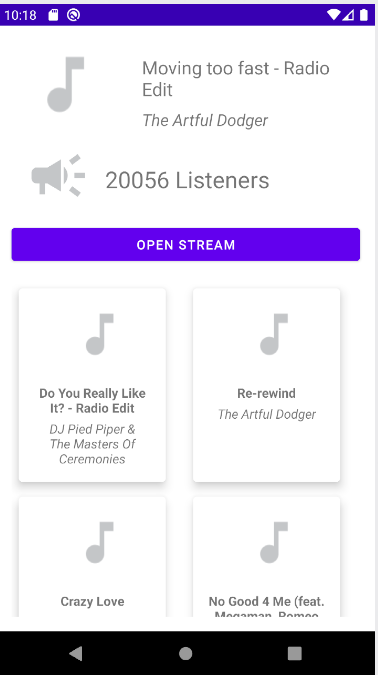 10:18
Moving too fast - Radio
Edit
The Artful Dodger
20056 Listeners
OPEN STREAM
Do You Really Like
It? - Radio Edit
DJ Pied Piper &
The Masters Of
Ceremonies
Re-rewind
The Artful Dodger
Crazy Love
No Good 4 Me (feat.
Megaman, Romeo